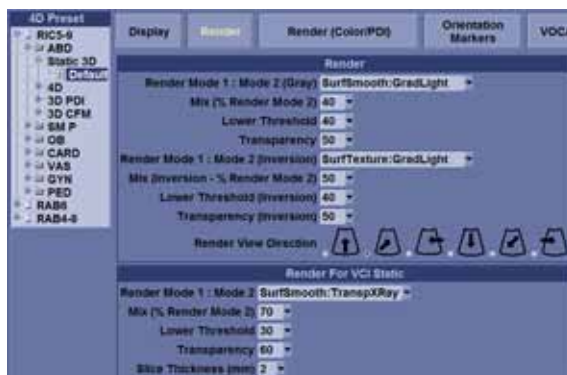 4D Preset
RIC5-9
ABD
Static 3D
Default
4D
3D PDI
3D CFM
SM P
OB
CARD
VAS
GYN
PED
RAB6
RAB4-8
Display
Render
Render (Color/PDI)
Orientation Markers
VOCA
Render
Render Mode 1 : Mode 2 (Gray) SurfSmooth:GradLight
Mix (% Render Mode 2) 40
Lower Threshold 40
Transparency 50
Render Mode 1 : Mode 2 (Inversion) SurfTexture:GradLight
Mix (Inversion - % Render Mode 2) 50
Lower Threshold (Inversion) 40
Transparency (Inversion) 50
Render View Direction
Render For VCI Static
Render Mode 1 : Mode 2 SurfSmooth:TranspXRay
Mix (% Render Mode 2) 70
Lower Threshold 30
Transparency 60
Slice Thickness (mm) 2